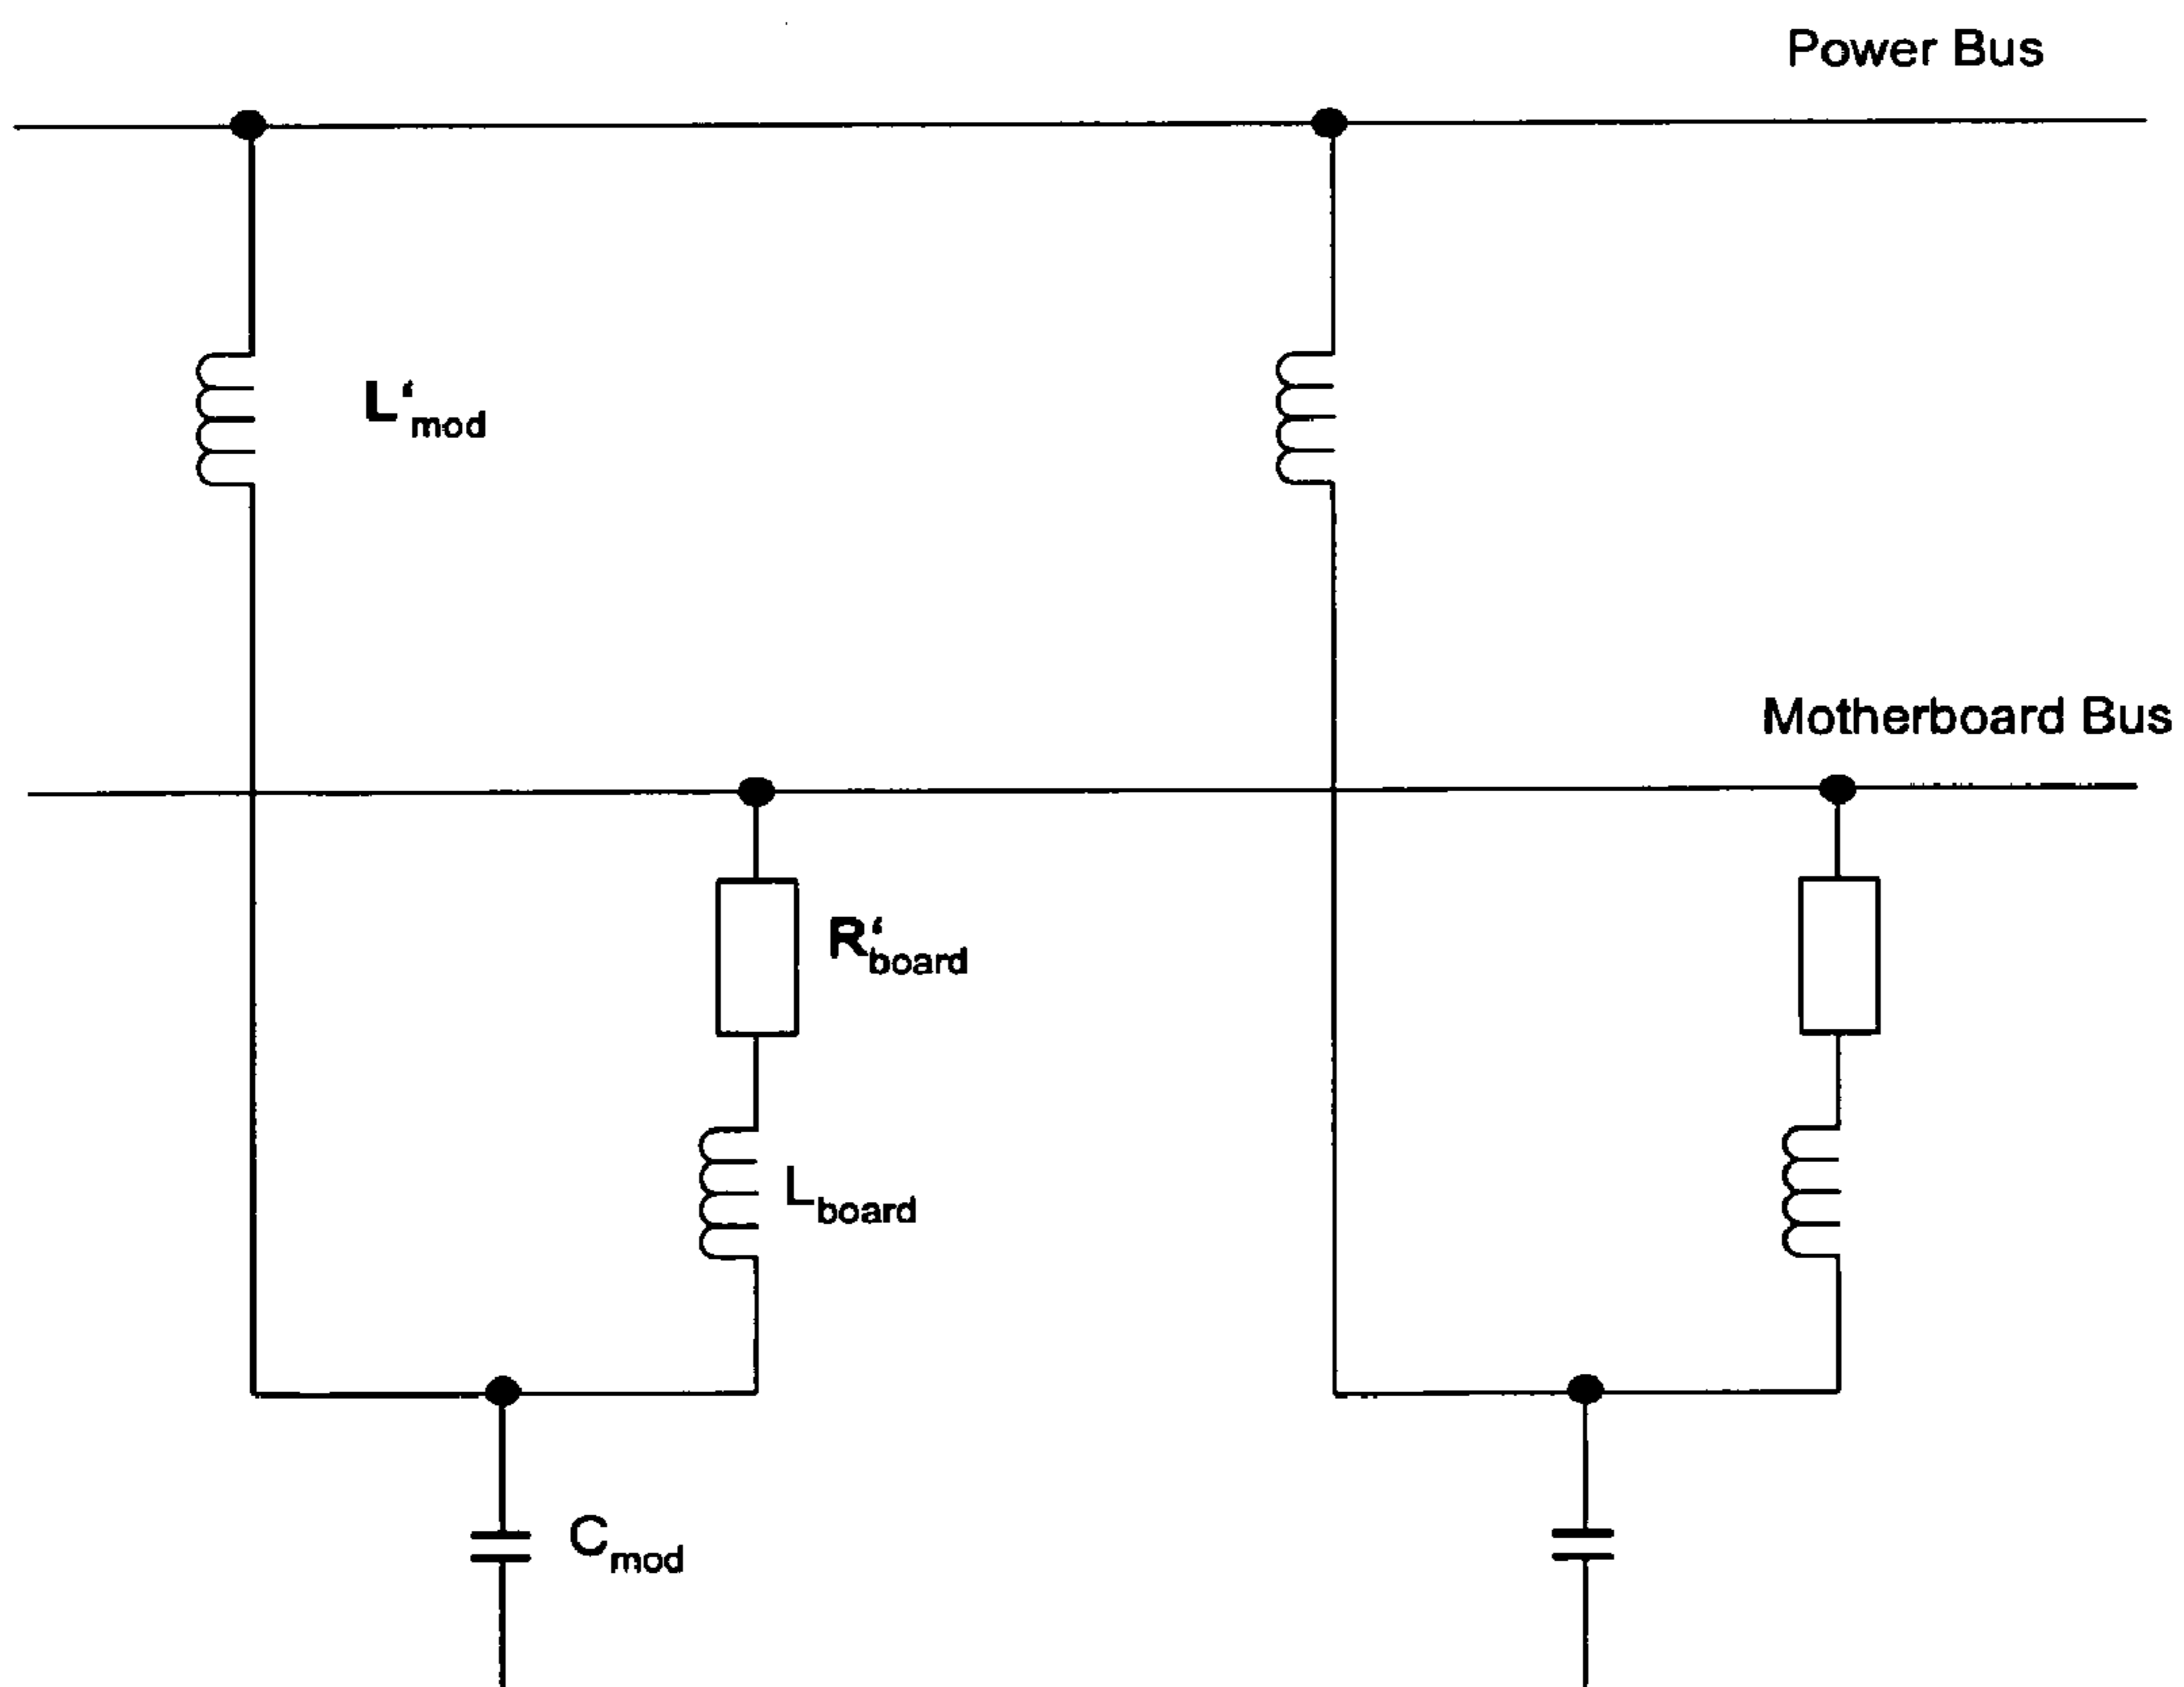 Power Bus
L‘mod
Motherboard Bus
R‘board
Lboard
Cmod